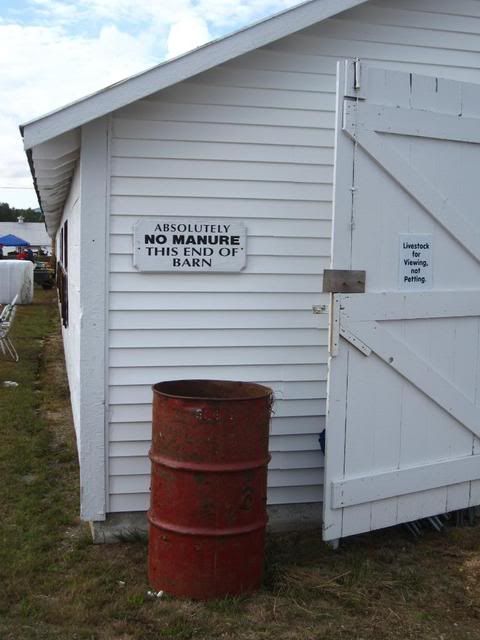 ABSOLUTELY
NO MANURE
THIS END OF
BARN
Livestock
for
Viewing,
not
Petting.